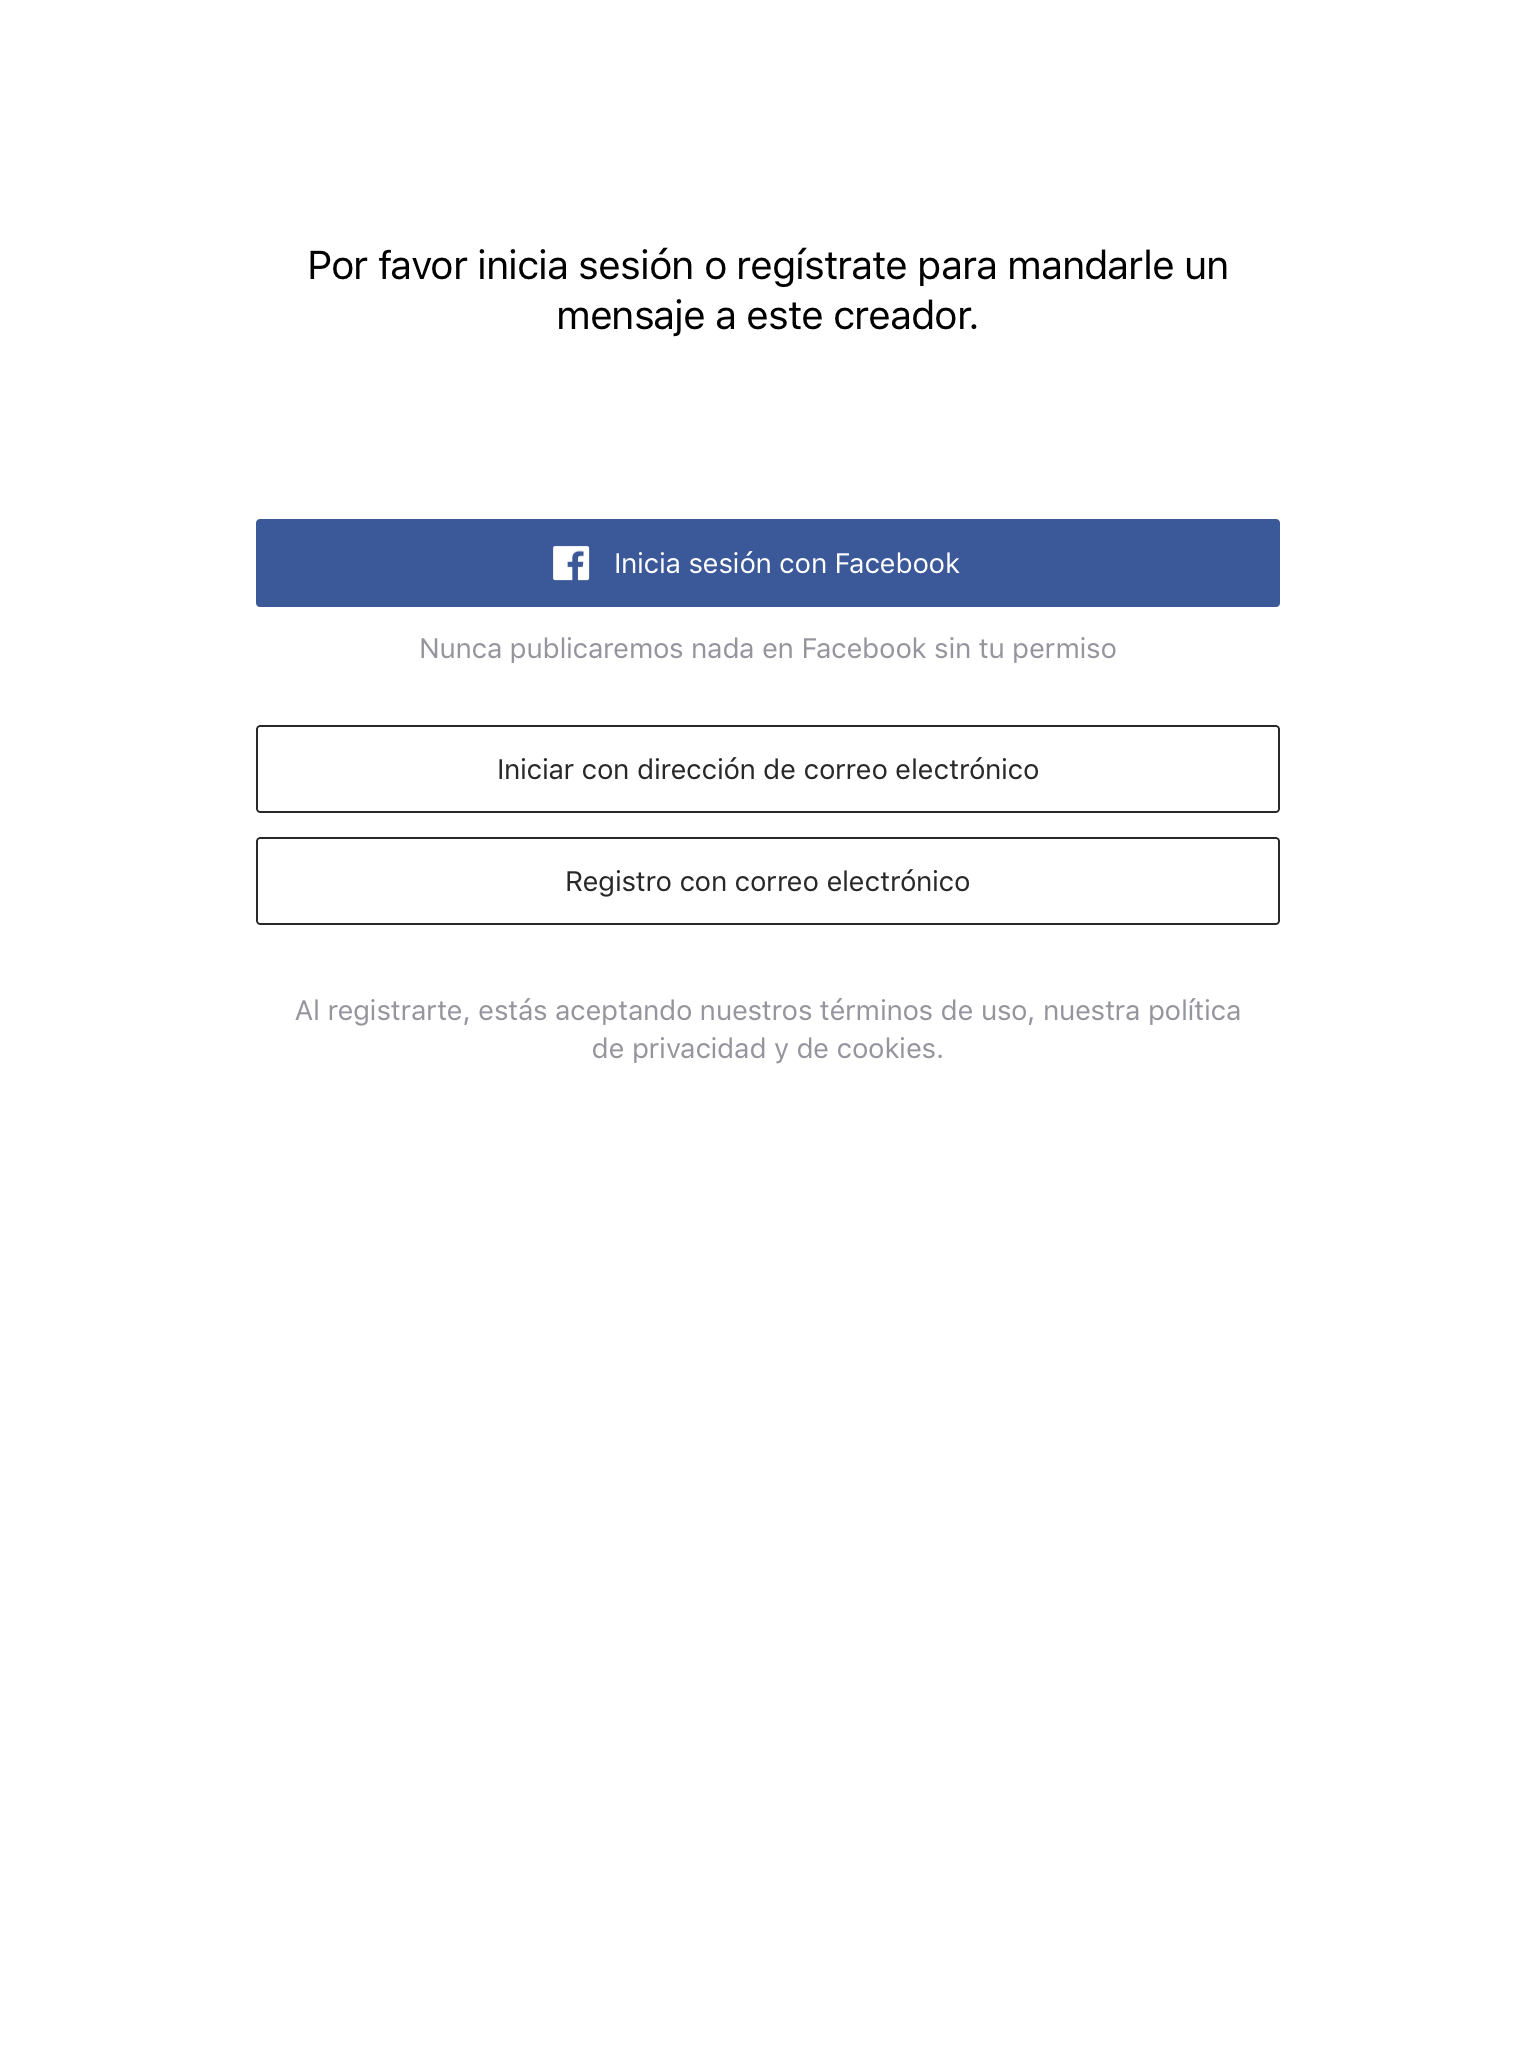 Por favor inicia sesión o regístrate para mandarle un
mensaje a este creador.
Inicia sesión con Facebook
Nunca publicaremos nada en Facebook sin tu permiso
Iniciar con dirección de correo electrónico
Registro con correo electrónico
Al registrarte, estás aceptando nuestros términos de uso, nuestra política
de privacidad y de cookies.